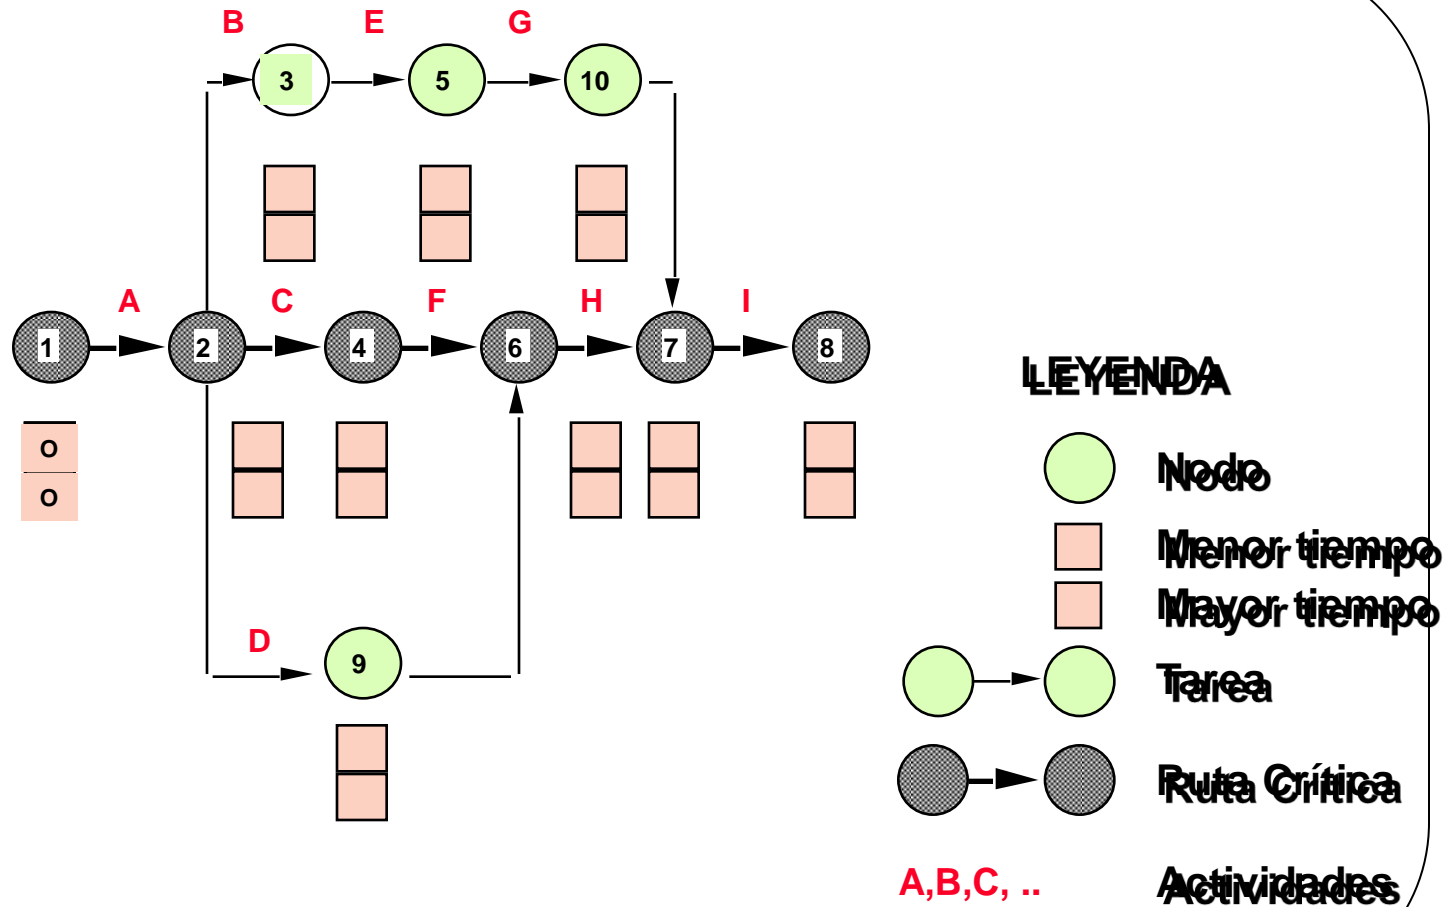 B E G
3 5 10
A C F H I
1 2 4 6 7 8
O
O
D
9
LEYENDA
Nodo
Menor tiempo
Mayor tiempo
Tarea
Ruta Crítica
A,B,C, .. Actividades